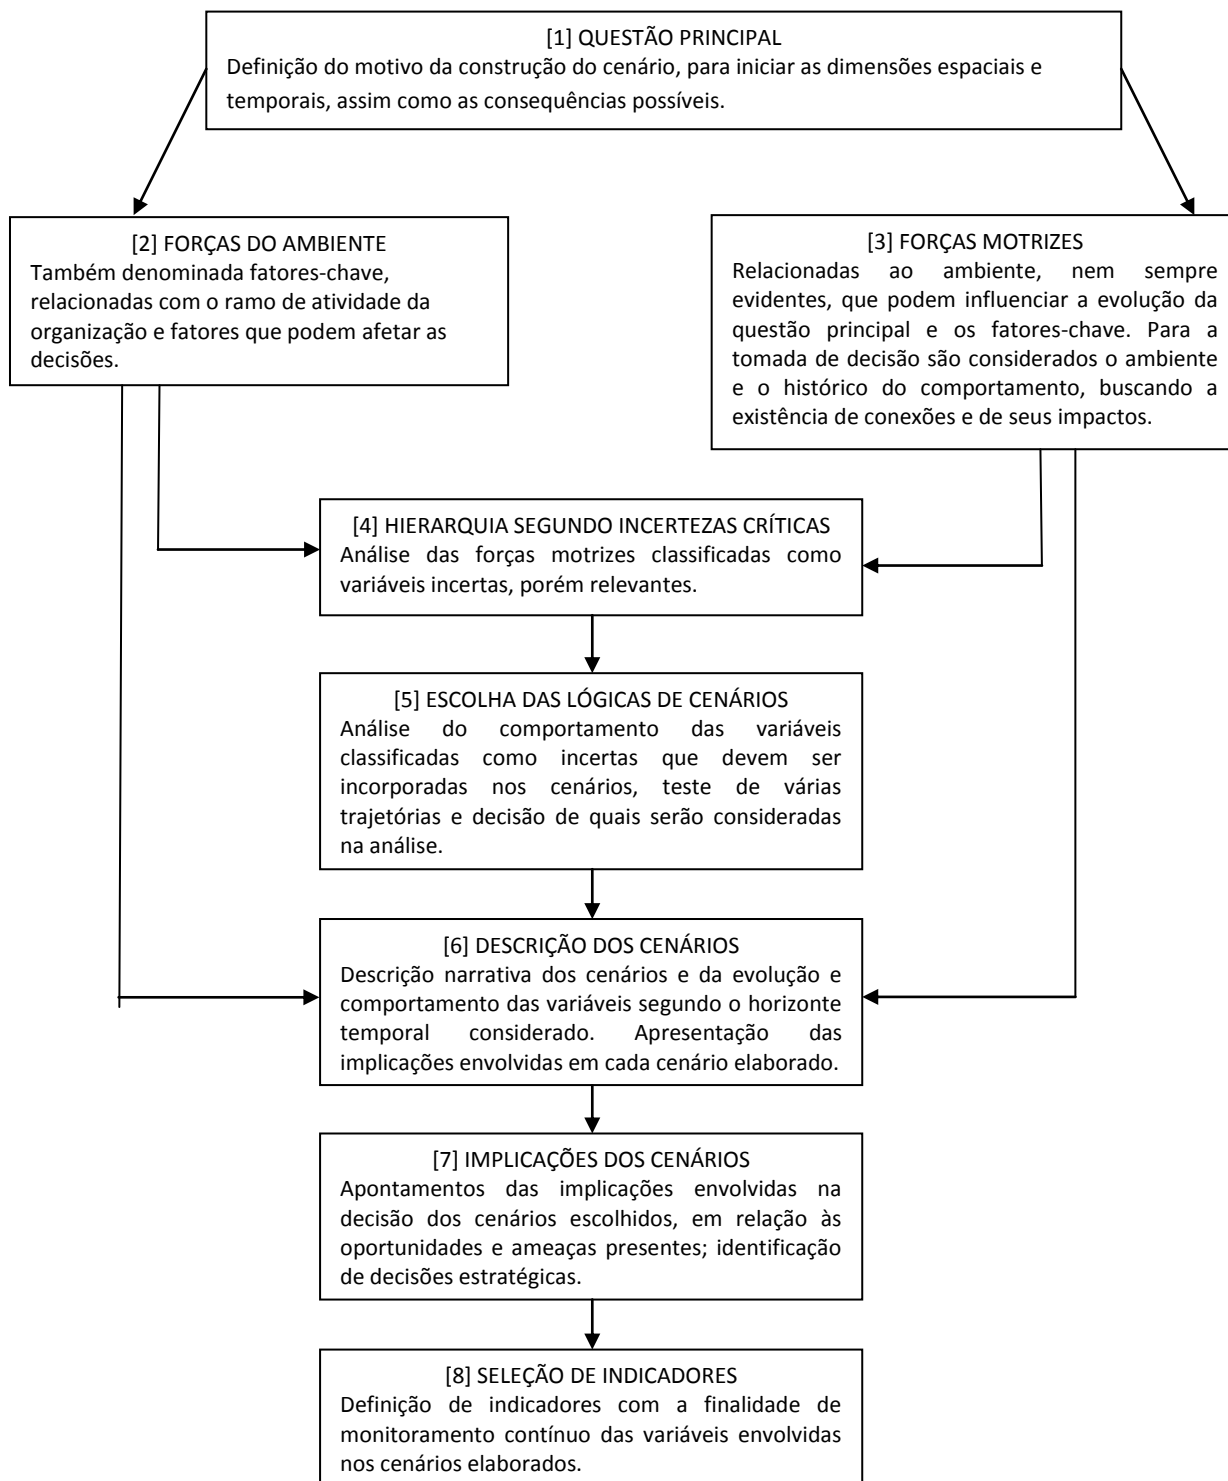 [1] QUESTÃO PRINCIPAL
Definição do motivo da construção do cenário, para iniciar as dimensões espaciais e
temporais, assim como as consequências possíveis.
[2] FORÇAS DO AMBIENTE
Também denominada fatores-chave,
relacionadas com o ramo de atividade da
organização e fatores que podem afetar as
decisões.
[3] FORÇAS MOTRIZES
Relacionadas ao ambiente, nem sempre
evidentes, que podem influenciar a evolução da
questão principal e os fatores-chave. Para a
tomada de decisão são considerados o ambiente
e o histórico do comportamento, buscando a
existência de conexões e de seus impactos.
[4] HIERARQUIA SEGUNDO INCERTEZAS CRÍTICAS
Análise das forças motrizes classificadas como
variáveis incertas, porém relevantes.
[5] ESCOLHA DAS LÓGICAS DE CENÁRIOS
Análise do comportamento das variáveis
classificadas como incertas que devem ser
incorporadas nos cenários, teste de várias
trajetórias e decisão de quais serão consideradas
na análise.
[6] DESCRIÇÃO DOS CENÁRIOS
Descrição narrativa dos cenários e da evolução e
comportamento das variáveis segundo o horizonte
temporal considerado. Apresentação das
implicações envolvidas em cada cenário elaborado.
[7] IMPLICAÇÕES DOS CENÁRIOS
Apontamentos das implicações envolvidas na
decisão dos cenários escolhidos, em relação às
oportunidades e ameaças presentes; identificação
de decisões estratégicas.
[8] SELEÇÃO DE INDICADORES
Definição de indicadores com a finalidade de
monitoramento contínuo das variáveis envolvidas
nos cenários elaborados.